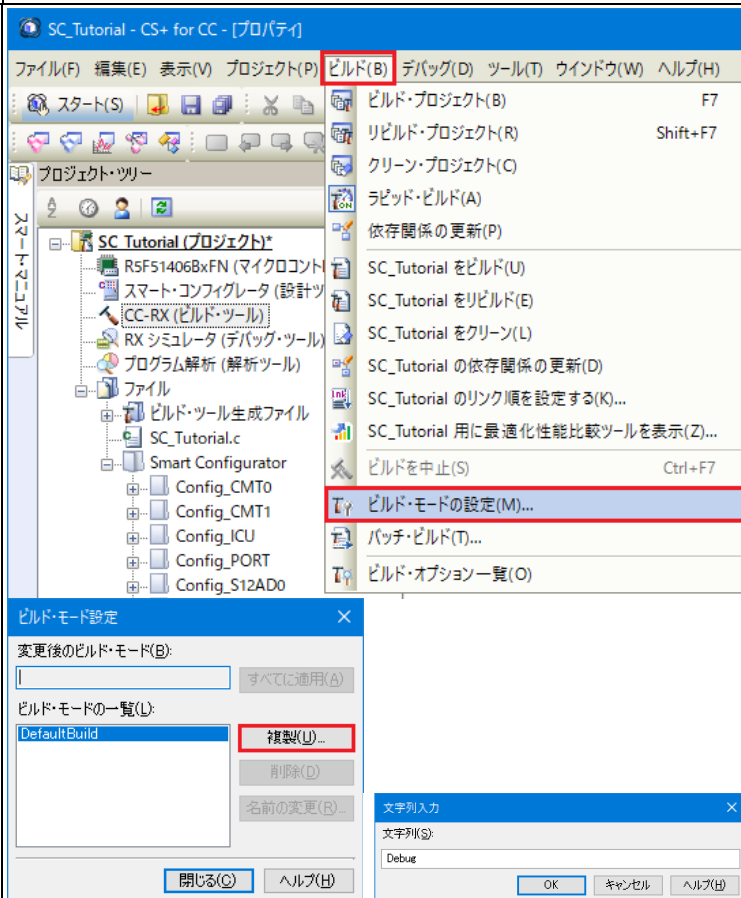 SC_Tutorial - CS+ for CC - [プロパティ]
ファイル(F) 編集(E) 表示(V) プロジェクト(P) ビルド(B) デバッグ(D) ツール(T) ウインドウ(W) ヘルプ(H)
スタート(S)
プロジェクト・ツリー
スマート・マニュアル
SC_Tutorial (プロジェクト)*
R5F51406BxFN (マイクロコント
スマート・コンフィグレータ (設計ツ
CC-RX (ビルド・ツール)
RX シミュレータ (デバッグ・ツール)
プログラム解析 (解析ツール)
ファイル
ビルド・ツール生成ファイル
SC_Tutorial.c
Smart Configurator
Config_CMT0
Config_CMT1
Config_ICU
Config_PORT
Config_S12AD0
ビルド・プロジェクト(B) F7
リビルド・プロジェクト(R) Shift+F7
クリーン・プロジェクト(C)
ON ラピッド・ビルド(A)
依存関係の更新(P)
SC_Tutorial をビルド(U)
SC_Tutorial をリビルド(E)
SC_Tutorial をクリーン(L)
SC_Tutorial の依存関係の更新(D)
SC_Tutorial のリンク順を設定する(K)...
SC_Tutorial 用に最適化性能比較ツールを表示(Z)...
ビルドを中止(S) Ctrl+F7
ビルド・モードの設定(M)...
バッチ・ビルド(T)...
ビルド・オプション一覧(O)
ビルド・モード設定
変更後のビルド・モード(B):
すべてに適用(A)
ビルド・モードの一覧(L):
DefaultBuild
複製(U)...
削除(D)
名前の変更(R)...
閉じる(C) ヘルプ(H)
文字列入力
文字列(S):
Debug
OK キャンセル ヘルプ(H)